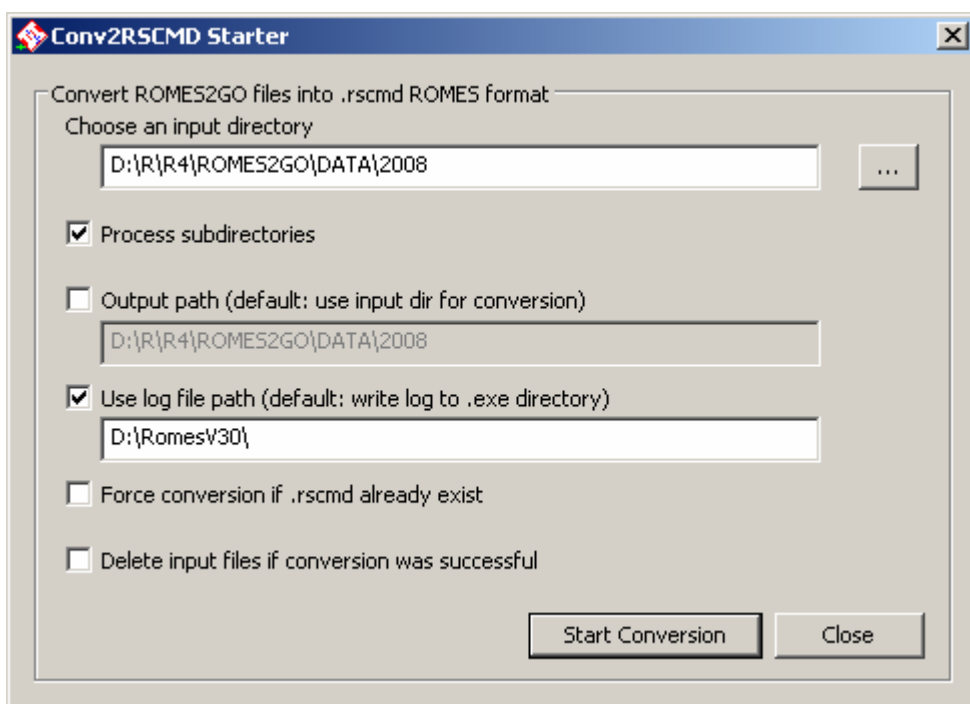 Conv2RSCMD Starter
Convert ROMES2GO files into .rscmd ROMES format
Choose an input directory
D:\R\R4\ROMES2GO\DATA\2008
...
Process subdirectories
Output path (default: use input dir for conversion)
D:\R\R4\ROMES2GO\DATA\2008
Use log file path (default: write log to .exe directory)
D:\RomesV30\
Force conversion if .rscmd already exist
Delete input files if conversion was successful
Start Conversion
Close